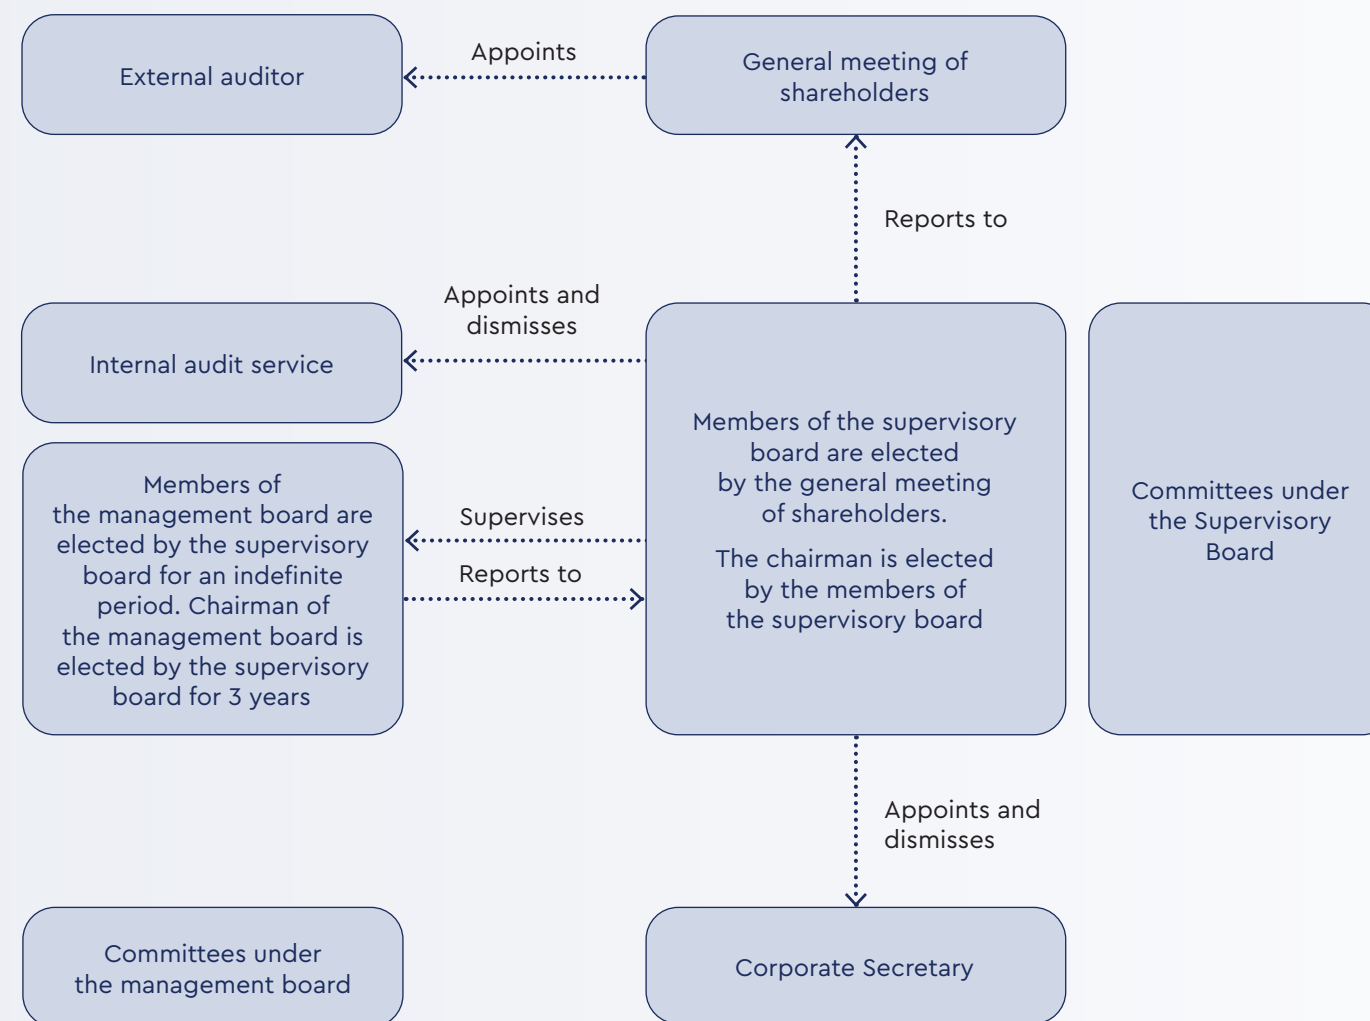 External auditor
Appoints
General meeting of
shareholders
Reports to
Appoints and
dismisses
Internal audit service
Members of
the management board are
elected by the supervisory
board for an indefinite
period. Chairman of
the management board is
elected by the supervisory
board for 3 years
Supervises
Reports to
Members of the supervisory
board are elected
by the general meeting
of shareholders.
The chairman is elected
by the members of
the supervisory board
Committees under
the Supervisory
Board
Appoints and
dismisses
Committees under
the management board
Corporate Secretary